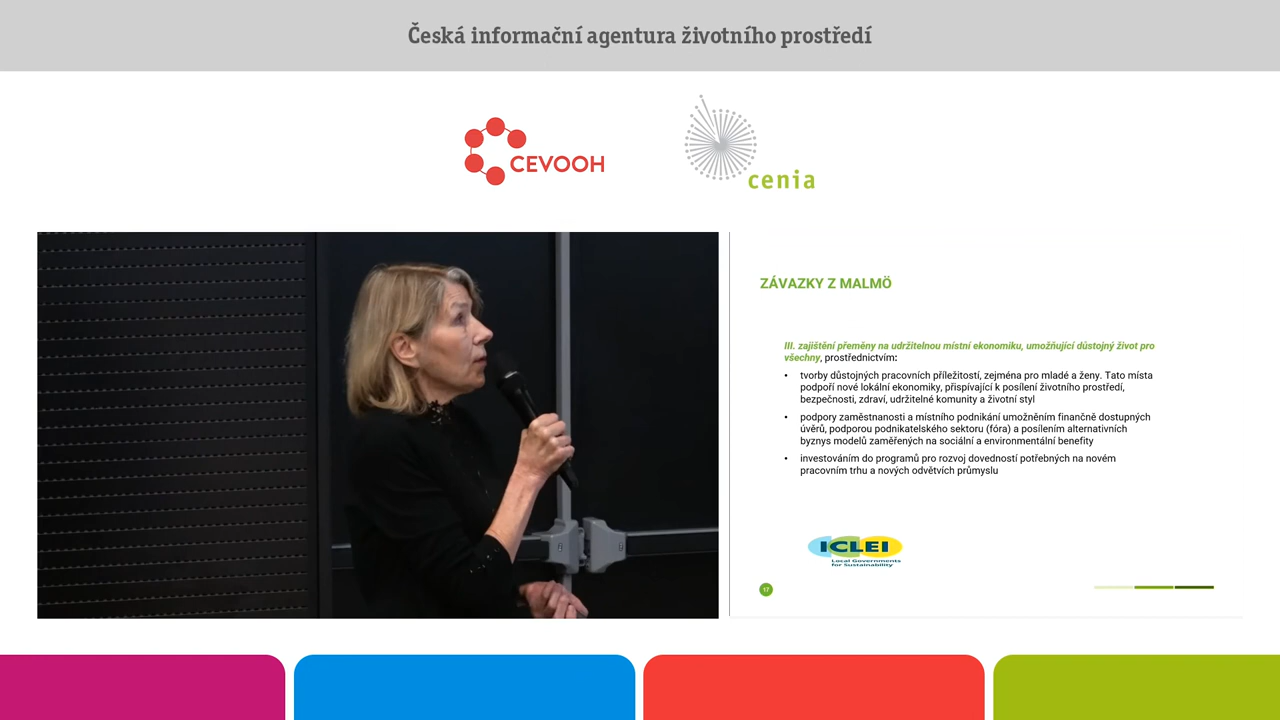 Česká informační agentura životního prostředí
CEVOOH
cenia
ZÁVAZKY Z MALMÖ
III. zajištění přeměny na udržitelnou místní ekonomiku, umožňující důstojný život pro
všechny, prostřednictvím:
• tvorby důstojných pracovních příležitostí, zejména pro mladé a ženy. Tato místa
podpoří nové lokální ekonomiky, přispívající k posílení životního prostředí,
bezpečnosti, zdraví, udržitelné komunity a životní styl
• podpory zaměstnanosti a místního podnikání umožněním finančně dostupných
úvěrů, podporou podnikatelského sektoru (fóra) a posílením alternativních
byznys modelů zaměřených na sociální a environmentální benefity
• investováním do programů pro rozvoj dovedností potřebných na novém
pracovním trhu a nových odvětvích průmyslu
ICLEI
Local Governments
for Sustainability
17